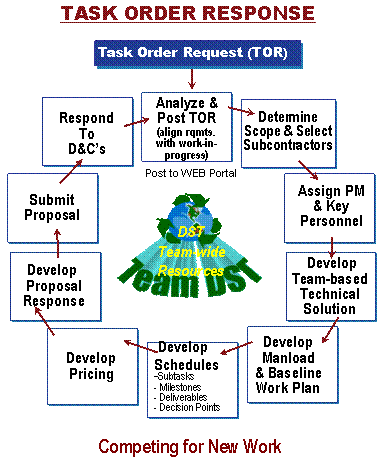 TASK ORDER RESPONSE
Task Order Request (TOR)
Analyze &
Post TOR
(align rqmts.
with work-in-
progress)
Post to WEB Portal
Determine
Scope & Select
Subcontractors
Assign PM
& Key
Personnel
Develop
Team-based
Technical
Solution
Develop
Manload
& Baseline
Work Plan
Develop
Schedules
-Subtasks
- Milestones
- Deliverables
- Decision Points
Develop
Pricing
Develop
Proposal
Response
Submit
Proposal
Respond
To
D&C's
DST
Team-wide
Resources
Team DST
Competing for New Work